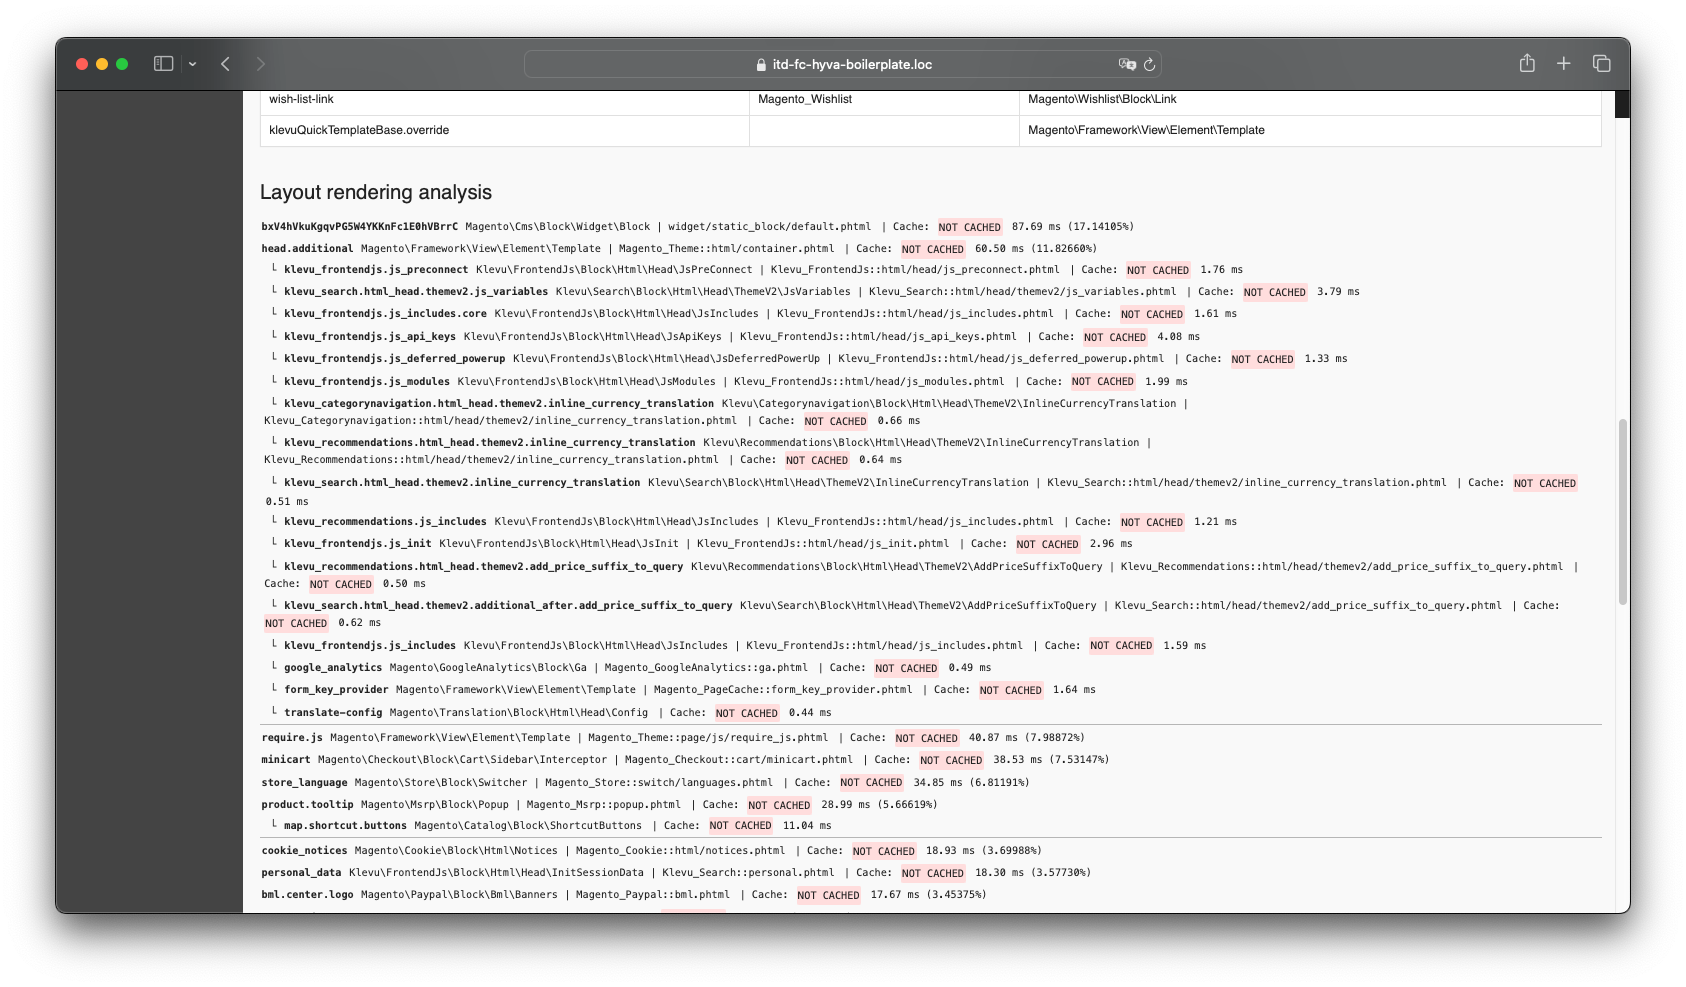 itd-fc-hyva-boilerplate.loc
wish-list-link Magento_Wishlist Magento\Wishlist\Block\Link
klevuQuickTemplateBase.override Magento\Framework\View\Element\Template
Layout rendering analysis
bxV4hVkuKgqvPG5W4YKKnFc1E0hVBrrC Magento\Cms\Block\Widget\Block | widget/static_block/default.phtml | Cache: NOT CACHED 87.69 ms (17.14105%)
head.additional Magento\Framework\View\Element\Template | Magento_Theme::html/container.phtml | Cache: NOT CACHED 60.50 ms (11.82660%)
└ klevu_frontendjs.js_preconnect Klevu\FrontendJs\Block\Html\Head\JsPreConnect | Klevu_FrontendJs::html/head/js_preconnect.phtml | Cache: NOT CACHED 1.76 ms
└ klevu_search.html_head.themev2.js_variables Klevu\Search\Block\Html\Head\ThemeV2\JsVariables | Klevu_Search::html/head/themev2/js_variables.phtml | Cache: NOT CACHED 3.79 ms
└ klevu_frontendjs.js_includes.core Klevu\FrontendJs\Block\Html\Head\JsIncludes | Klevu_FrontendJs::html/head/js_includes.phtml | Cache: NOT CACHED 1.61 ms
└ klevu_frontendjs.js_api_keys Klevu\FrontendJs\Block\Html\Head\JsApiKeys | Klevu_FrontendJs::html/head/js_api_keys.phtml | Cache: NOT CACHED 4.08 ms
└ klevu_frontendjs.js_deferred_powerup Klevu\FrontendJs\Block\Html\Head\JsDeferredPowerUp | Klevu_FrontendJs::html/head/js_deferred_powerup.phtml | Cache: NOT CACHED 1.33 ms
└ klevu_frontendjs.js_modules Klevu\FrontendJs\Block\Html\Head\JsModules | Klevu_FrontendJs::html/head/js_modules.phtml | Cache: NOT CACHED 1.99 ms
└ klevu_categorynavigation.html_head.themev2.inline_currency_translation Klevu\Categorynavigation\Block\Html\Head\ThemeV2\InlineCurrencyTranslation |
Klevu_Categorynavigation::html/head/themev2/inline_currency_translation.phtml | Cache: NOT CACHED 0.66 ms
└ klevu_recommendations.html_head.themev2.inline_currency_translation Klevu\Recommendations\Block\Html\Head\ThemeV2\InlineCurrencyTranslation |
Klevu_Recommendations::html/head/themev2/inline_currency_translation.phtml | Cache: NOT CACHED 0.64 ms
└ klevu_search.html_head.themev2.inline_currency_translation Klevu\Search\Block\Html\Head\ThemeV2\InlineCurrencyTranslation | Klevu_Search::html/head/themev2/inline_currency_translation.phtml | Cache: NOT CACHED
0.51 ms
└ klevu_recommendations.js_includes Klevu\FrontendJs\Block\Html\Head\JsIncludes | Klevu_FrontendJs::html/head/js_includes.phtml | Cache: NOT CACHED 1.21 ms
└ klevu_frontendjs.js_init Klevu\FrontendJs\Block\Html\Head\JsInit | Klevu_FrontendJs::html/head/js_init.phtml | Cache: NOT CACHED 2.96 ms
└ klevu_recommendations.html_head.themev2.add_price_suffix_to_query Klevu\Recommendations\Block\Html\Head\ThemeV2\AddPriceSuffixToQuery | Klevu_Recommendations::html/head/themev2/add_price_suffix_to_query.phtml |
Cache: NOT CACHED 0.50 ms
└ klevu_search.html_head.themev2.additional_after.add_price_suffix_to_query Klevu\Search\Block\Html\Head\ThemeV2\AddPriceSuffixToQuery | Klevu_Search::html/head/themev2/add_price_suffix_to_query.phtml | Cache:
NOT CACHED 0.62 ms
└ klevu_frontendjs.js_includes Klevu\FrontendJs\Block\Html\Head\JsIncludes | Klevu_FrontendJs::html/head/js_includes.phtml | Cache: NOT CACHED 1.59 ms
└ google_analytics Magento\GoogleAnalytics\Block\Ga | Magento_GoogleAnalytics::ga.phtml | Cache: NOT CACHED 0.49 ms
└ form_key_provider Magento\Framework\View\Element\Template | Magento_PageCache::form_key_provider.phtml | Cache: NOT CACHED 1.64 ms
└ translate-config Magento\Translation\Block\Html\Head\Config | Cache: NOT CACHED 0.44 ms
require.js Magento\Framework\View\Element\Template | Magento_Theme::page/js/require_js.phtml | Cache: NOT CACHED 40.87 ms (7.98872%)
minicart Magento\Checkout\Block\Cart\Sidebar\Interceptor | Magento_Checkout::cart/minicart.phtml | Cache: NOT CACHED 38.53 ms (7.53147%)
store_language Magento\Store\Block\Switcher | Magento_Store::switch/languages.phtml | Cache: NOT CACHED 34.85 ms (6.81191%)
product.tooltip Magento\Msrp\Block\Popup | Magento_Msrp::popup.phtml | Cache: NOT CACHED 28.99 ms (5.66619%)
└ map.shortcut.buttons Magento\Catalog\Block\ShortcutButtons | Cache: NOT CACHED 11.04 ms
cookie_notices Magento\Cookie\Block\Html\Notices | Magento_Cookie::html/notices.phtml | Cache: NOT CACHED 18.93 ms (3.69988%)
personal_data Klevu\FrontendJs\Block\Html\Head\InitSessionData | Klevu_Search::personal.phtml | Cache: NOT CACHED 18.30 ms (3.57730%)
bml.center.logo Magento\Paypal\Block\Bml\Banners | Magento_Paypal::bml.phtml | Cache: NOT CACHED 17.67 ms (3.45375%)